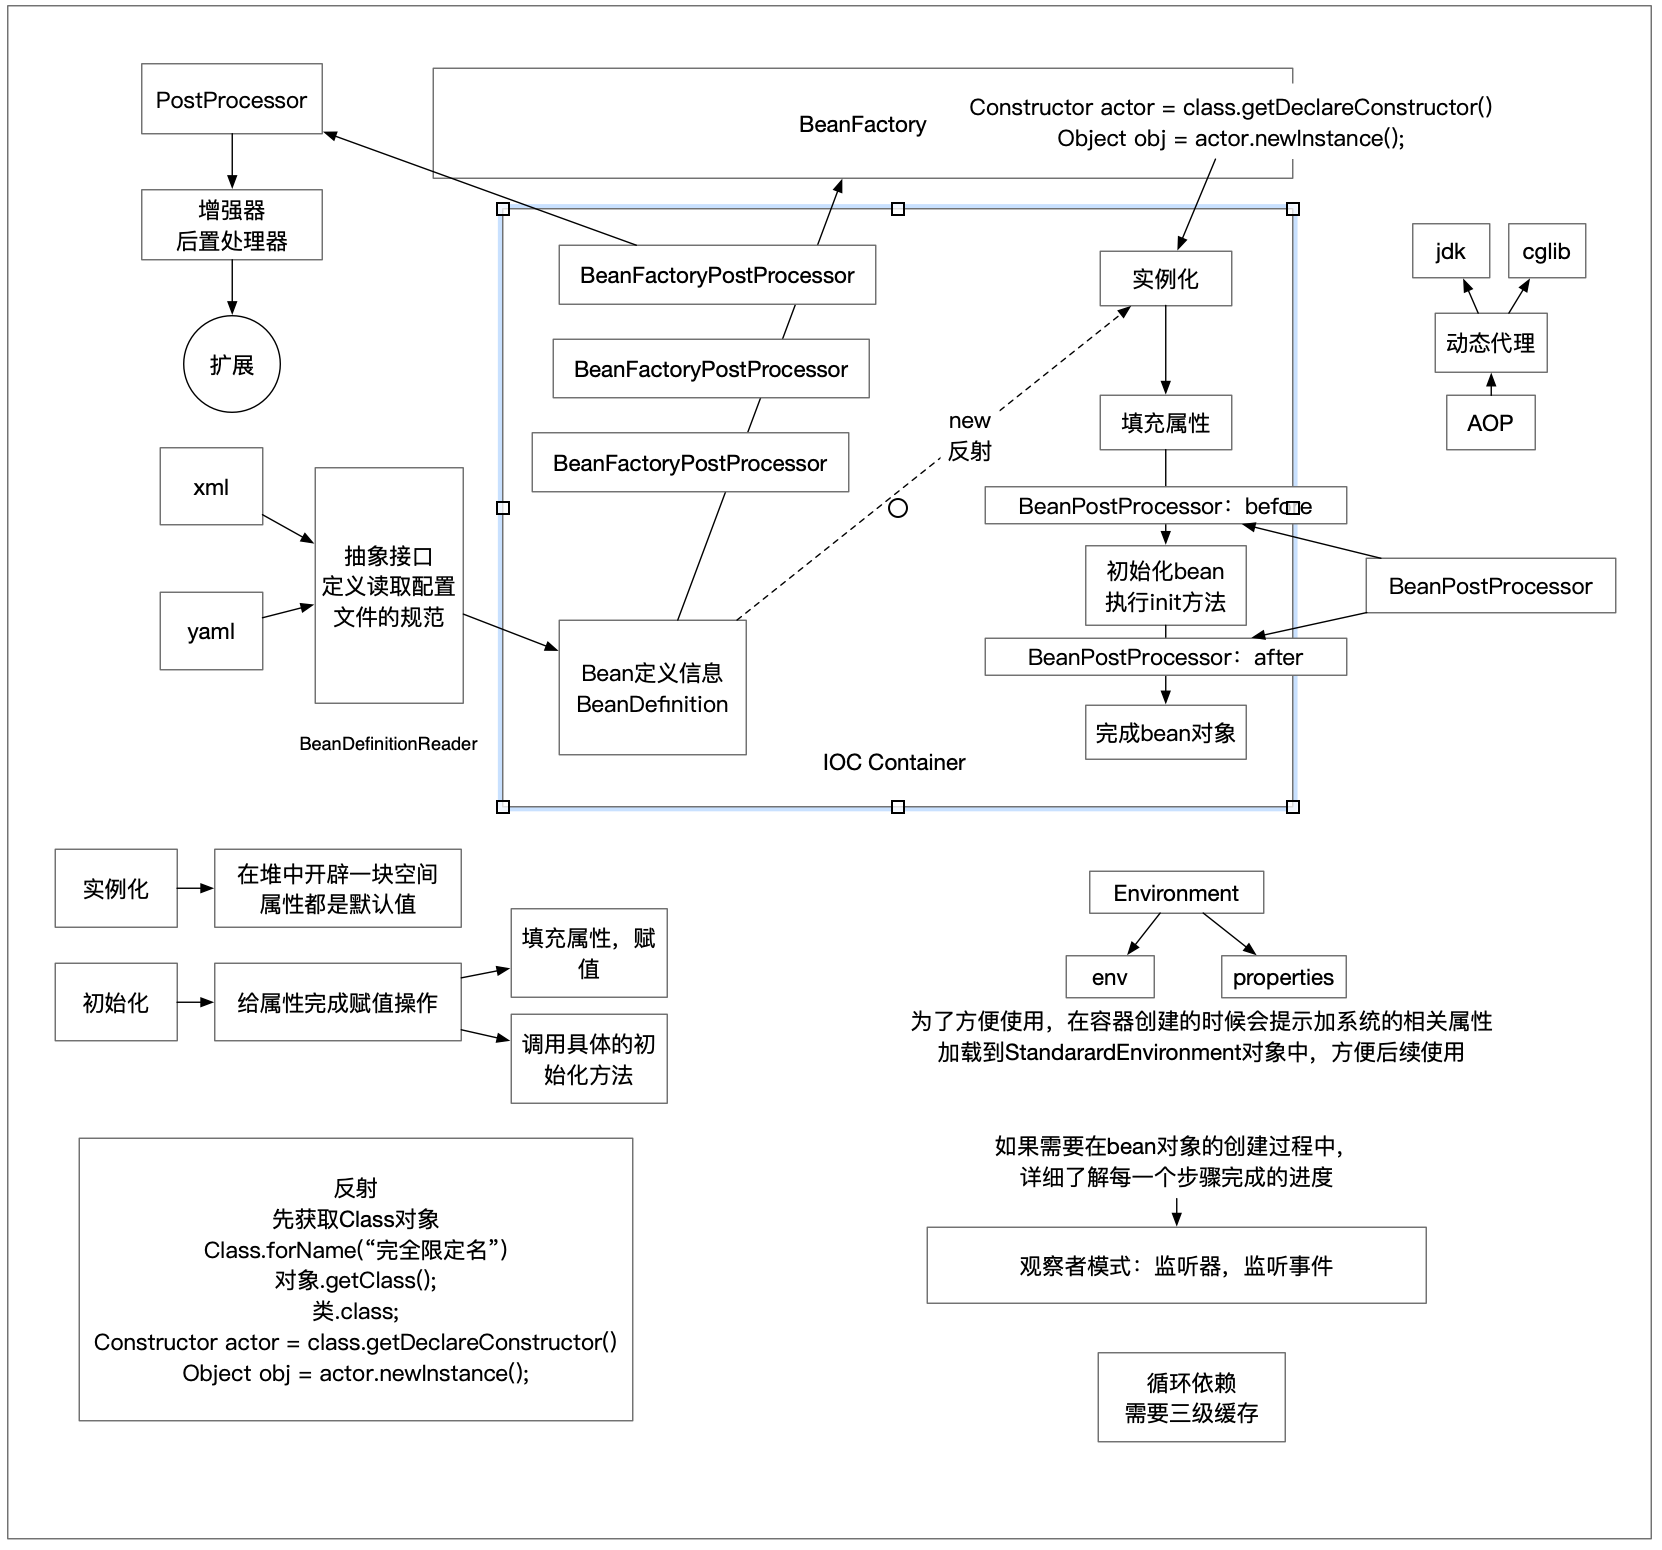 PostProcessor
增强器
后置处理器
扩展
BeanFactory
Constructor actor = class.getDeclareConstructor()
Object obj = actor.newInstance();
BeanFactoryPostProcessor
BeanFactoryPostProcessor
BeanFactoryPostProcessor
实例化
new
反射
填充属性
BeanPostProcessor：before
初始化bean
执行init方法
BeanPostProcessor：after
完成bean对象
BeanPostProcessor
jdk
cglib
动态代理
AOP
xml
yaml
抽象接口
定义读取配置
文件的规范
BeanDefinitionReader
Bean定义信息
BeanDefinition
IOC Container
实例化
在堆中开辟一块空间
属性都是默认值
初始化
给属性完成赋值操作
填充属性，赋
值
调用具体的初
始化方法
Environment
env
properties
为了方便使用，在容器创建的时候会提示加系统的相关属性
加载到StandarardEnvironment对象中，方便后续使用
如果需要在bean对象的创建过程中，
详细了解每一个步骤完成的进度
观察者模式：监听器，监听事件
反射
先获取Class对象
Class.forName(“完全限定名”)
对象.getClass();
类.class;
Constructor actor = class.getDeclareConstructor()
Object obj = actor.newInstance();
循环依赖
需要三级缓存